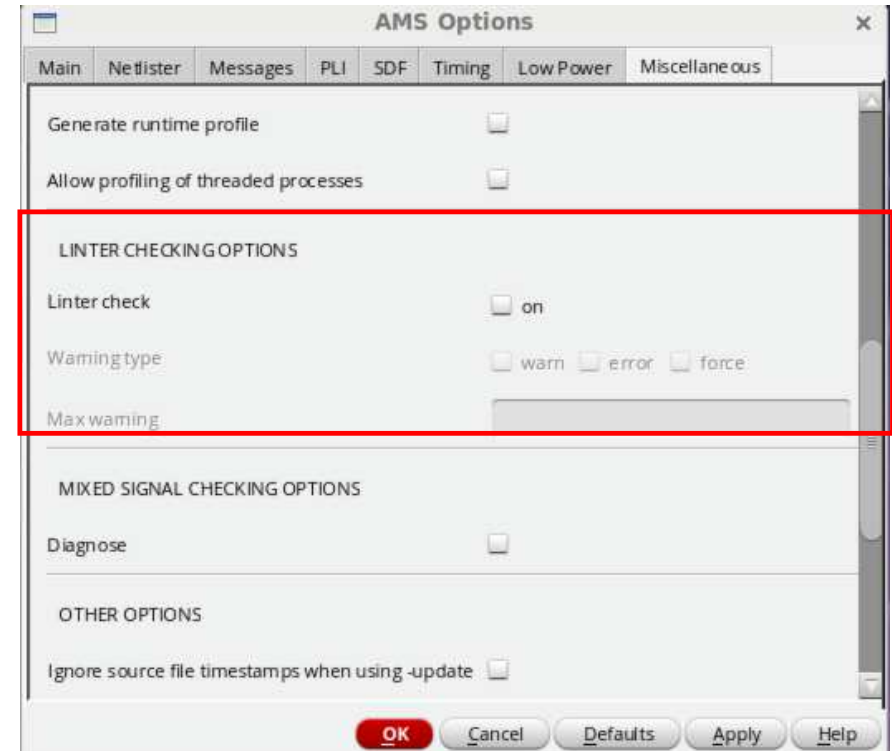 AMS Options
Main Netlister Messages PLI SDF Timing Low Power Miscellaneous
Generate runtime profile
Allow profiling of threaded processes
LINTER CHECKING OPTIONS
Linter check on
Warning type warn error force
Max warning
MIXED SIGNAL CHECKING OPTIONS
Diagnose
OTHER OPTIONS
Ignore source file timestamps when using -update
OK Cancel Defaults Apply Help